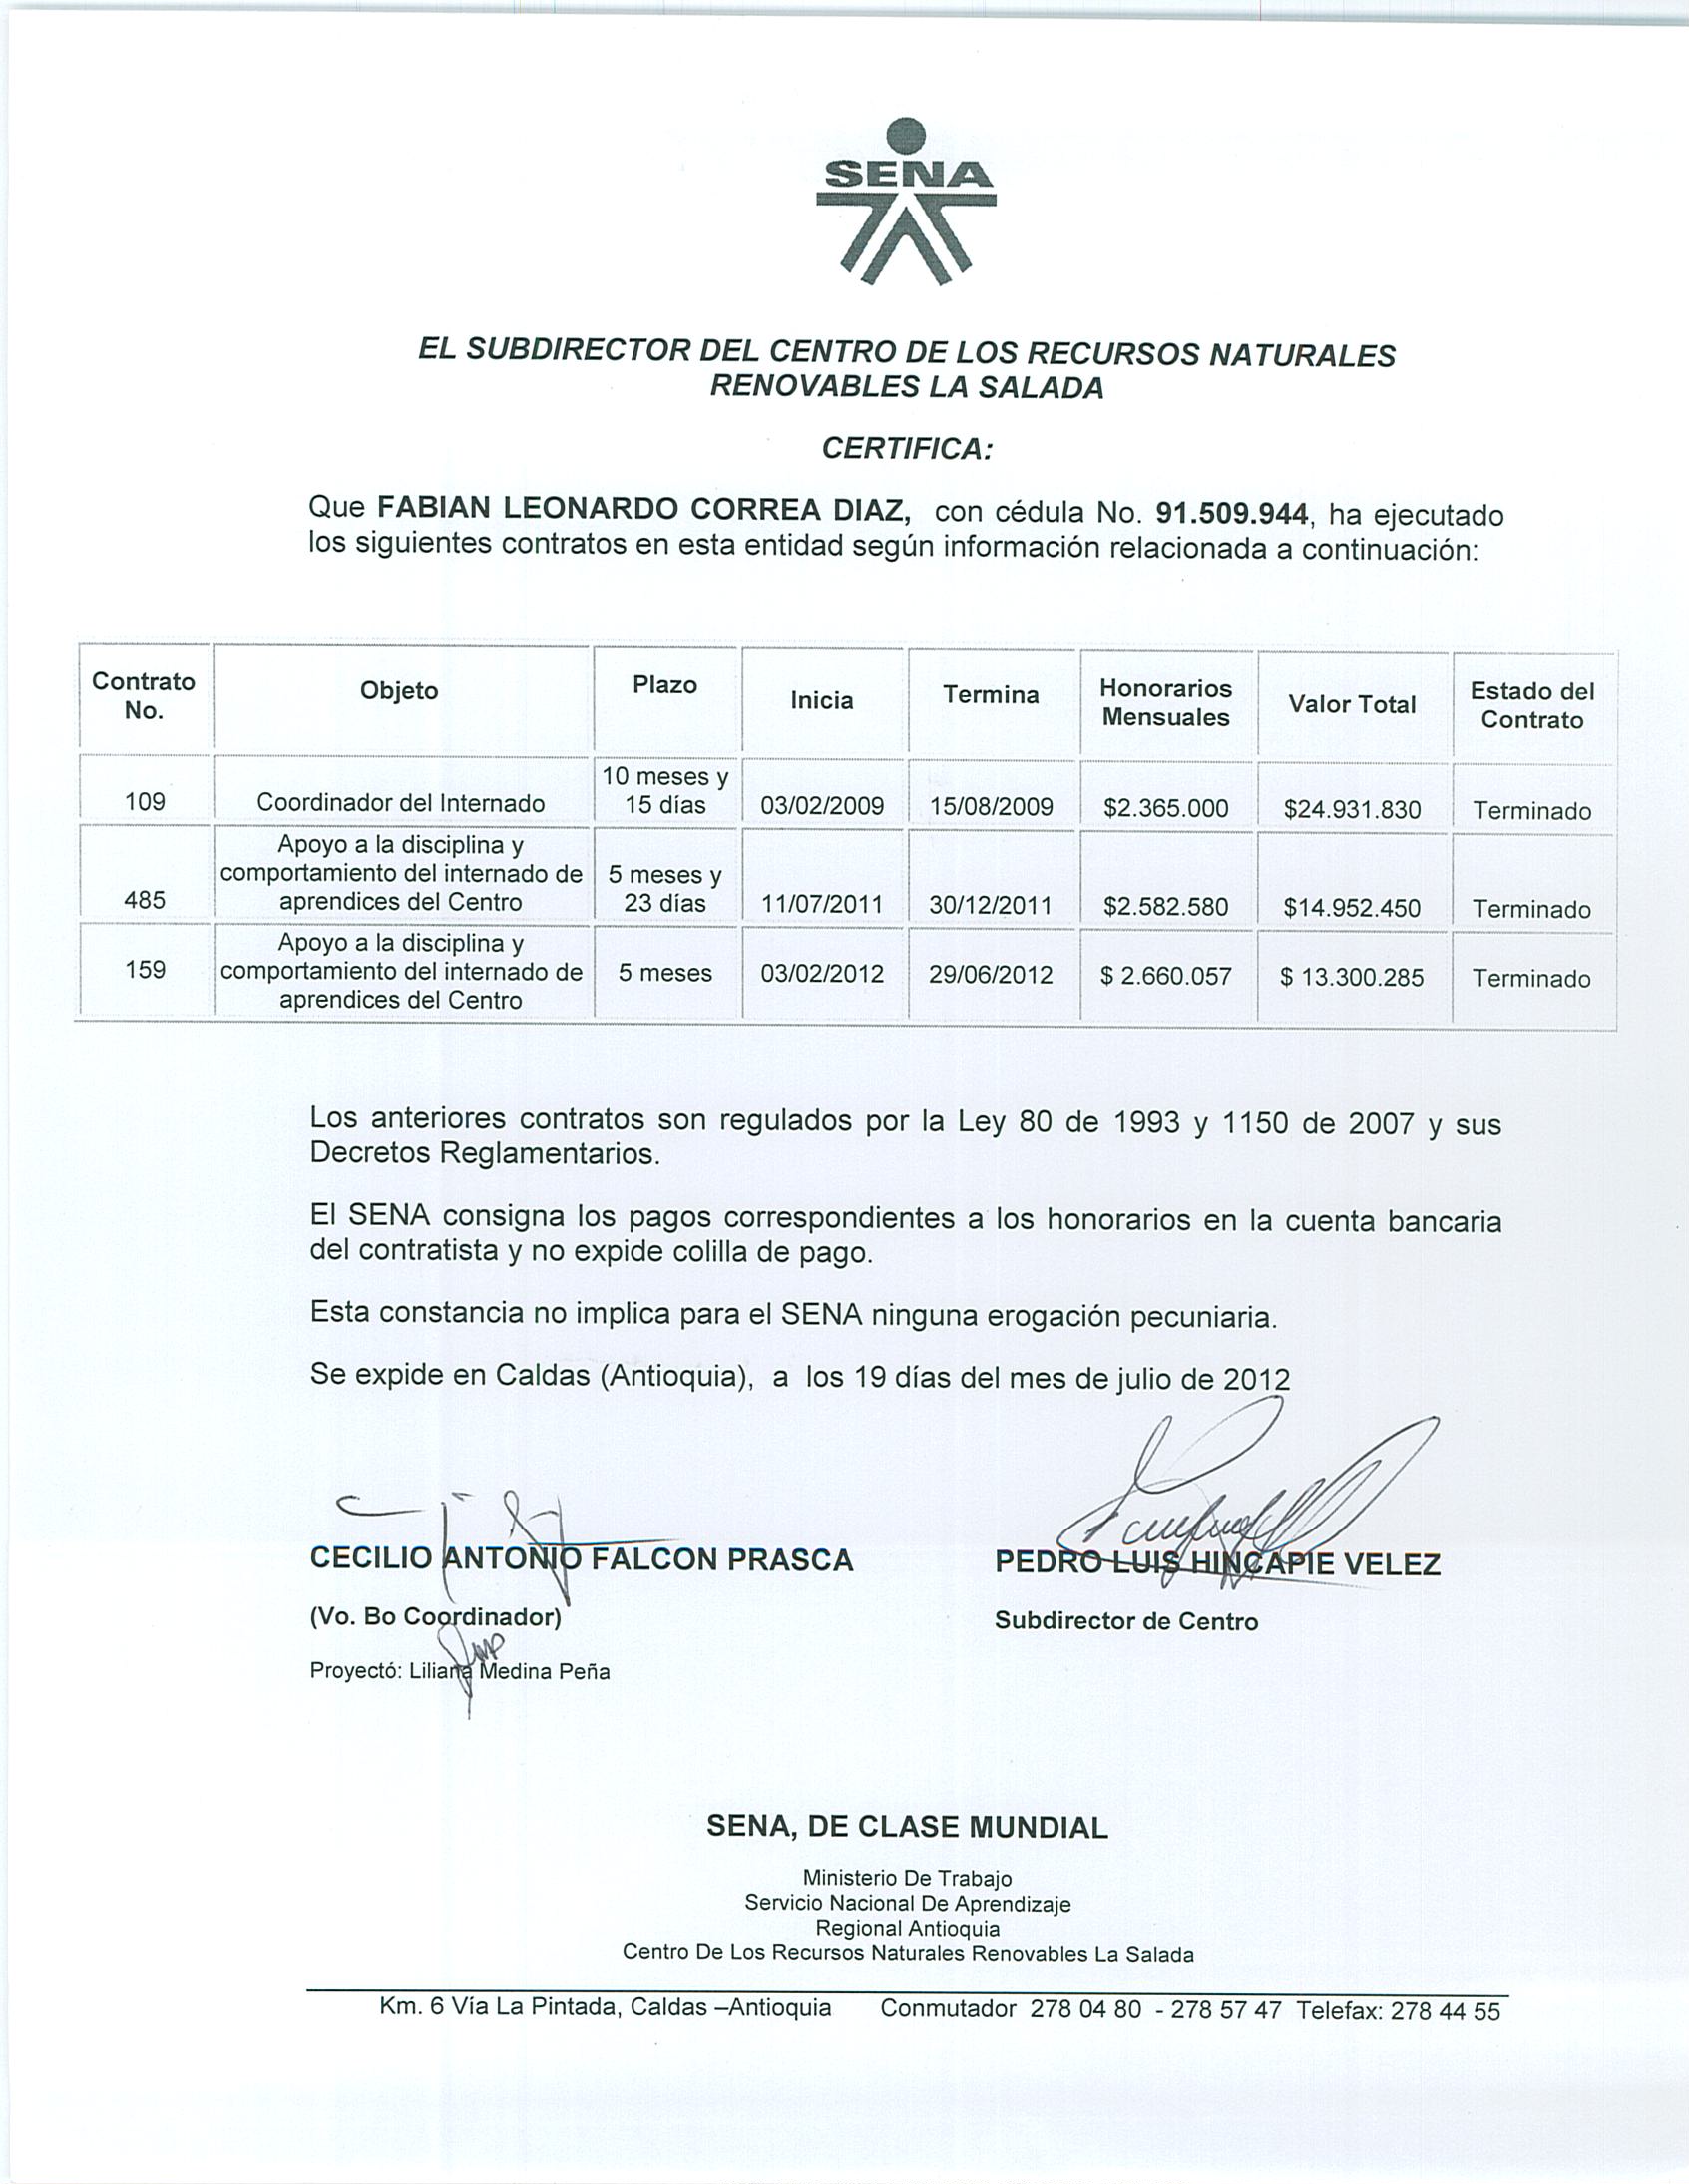 SENA
EL SUBDIRECTOR DEL CENTRO DE LOS RECURSOS NATURALES
RENOVABLES LA SALADA
CERTIFICA:
Que FABIAN LEONARDO CORREA DIAZ, con cédula No. 91.509.944, ha ejecutado
los siguientes contratos en esta entidad según información relacionada a continuación:
Contrato No. Objeto Plazo Inicia Termina Honorarios Mensuales Valor Total Estado del Contrato
109 Coordinador del Internado 10 meses y 15 días 03/02/2009 15/08/2009 $2.365.000 $24.931.830 Terminado
485 Apoyo a la disciplina y comportamiento del internado de aprendices del Centro 5 meses y 23 días 11/07/2011 30/12/2011 $2.582.580 $14.952.450 Terminado
159 Apoyo a la disciplina y comportamiento del internado de aprendices del Centro 5 meses 03/02/2012 29/06/2012 $ 2.660.057 $ 13.300.285 Terminado
Los anteriores contratos son regulados por la Ley 80 de 1993 y 1150 de 2007 y sus
Decretos Reglamentarios.
El SENA consigna los pagos correspondientes a los honorarios en la cuenta bancaria
del contratista y no expide colilla de pago.
Esta constancia no implica para el SENA ninguna erogación pecuniaria.
Se expide en Caldas (Antioquia), a los 19 días del mes de julio de 2012
CECILIO ANTONIO FALCON PRASCA PEDRO LUIS HINCAPIE VELEZ
(Vo. Bo Coordinador) Subdirector de Centro
Proyectó: Liliana Medina Peña
SENA, DE CLASE MUNDIAL
Ministerio De Trabajo
Servicio Nacional De Aprendizaje
Regional Antioquia
Centro De Los Recursos Naturales Renovables La Salada
Km. 6 Vía La Pintada, Caldas –Antioquia Conmutador 278 04 80 - 278 57 47 Telefax: 278 44 55